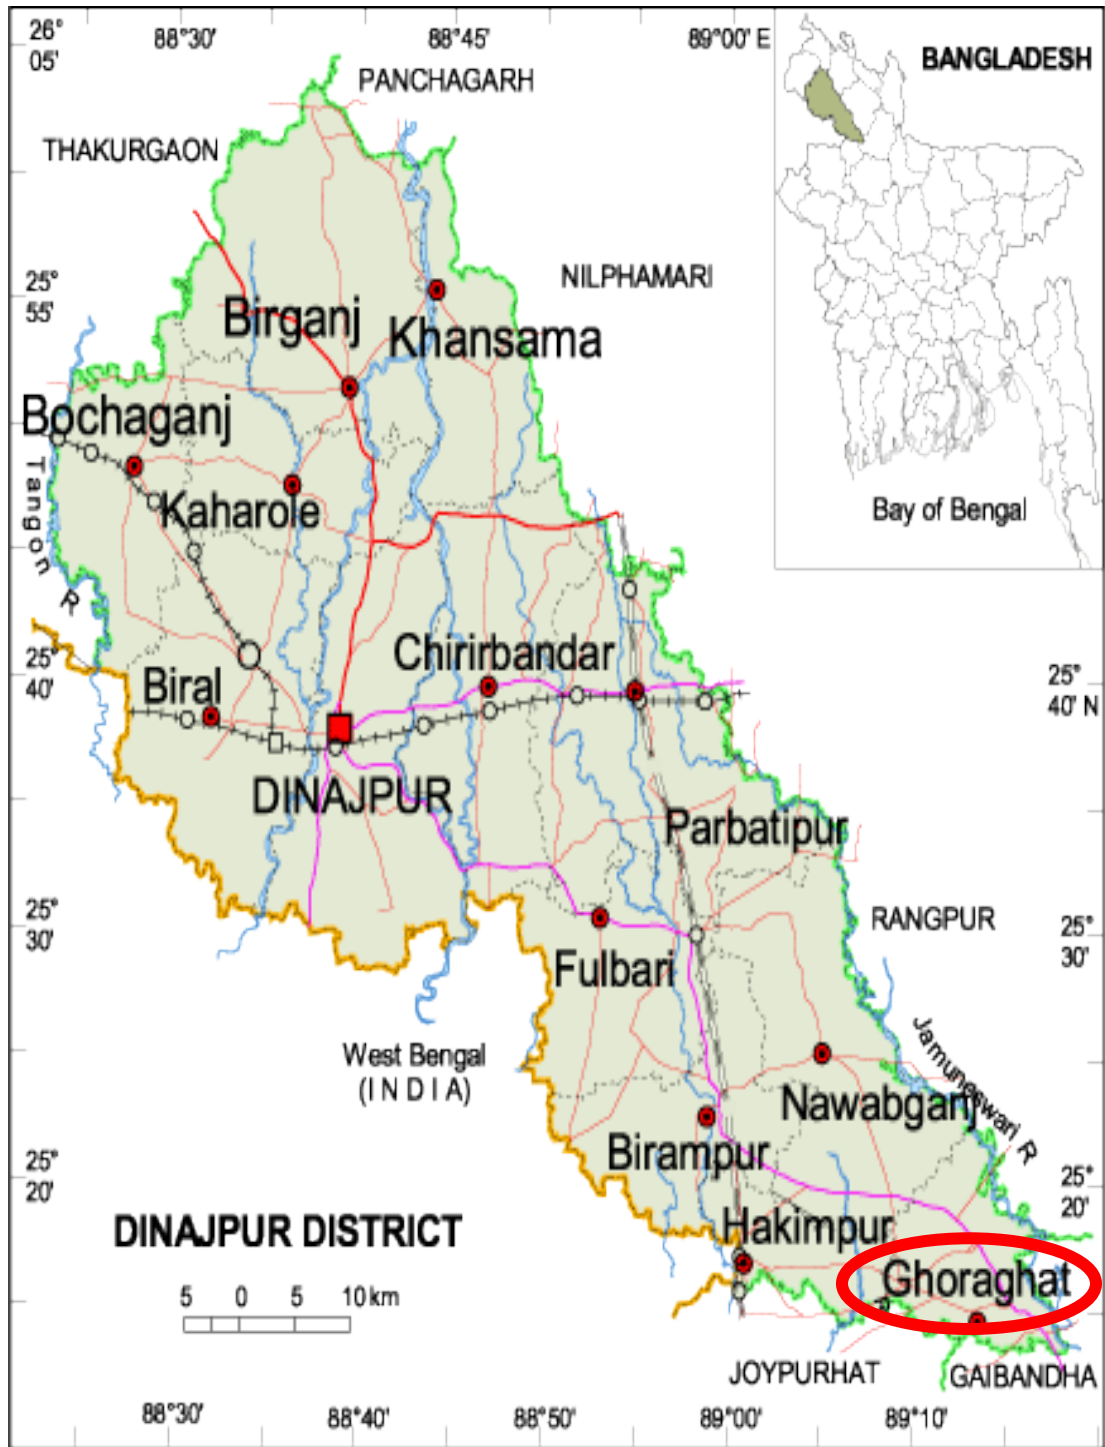 26°
05'
88°30'
88°45'
89°00' E
BANGLADESH
PANCHAGARH
THAKURGAON
NILPHAMARI
25°
55'
Birganj
Khansama
Bochaganj
Tangon R
Kaharole
Bay of Bengal
25°
40'
Chirirbandar
25°
40' N
Biral
DINAJPUR
Parbatipur
25°
30'
RANGPUR
25°
30'
Fulbari
Jamuneswari R
West Bengal
(INDIA)
Nawabganj
Birampur
25°
20'
25°
20'
DINAJPUR DISTRICT
Hakimpur
Ghoraghat
5 0 5 10 km
JOYPURHAT
GAIBANDHA
88°30'
88°40'
88°50'
89°00'
89°10'